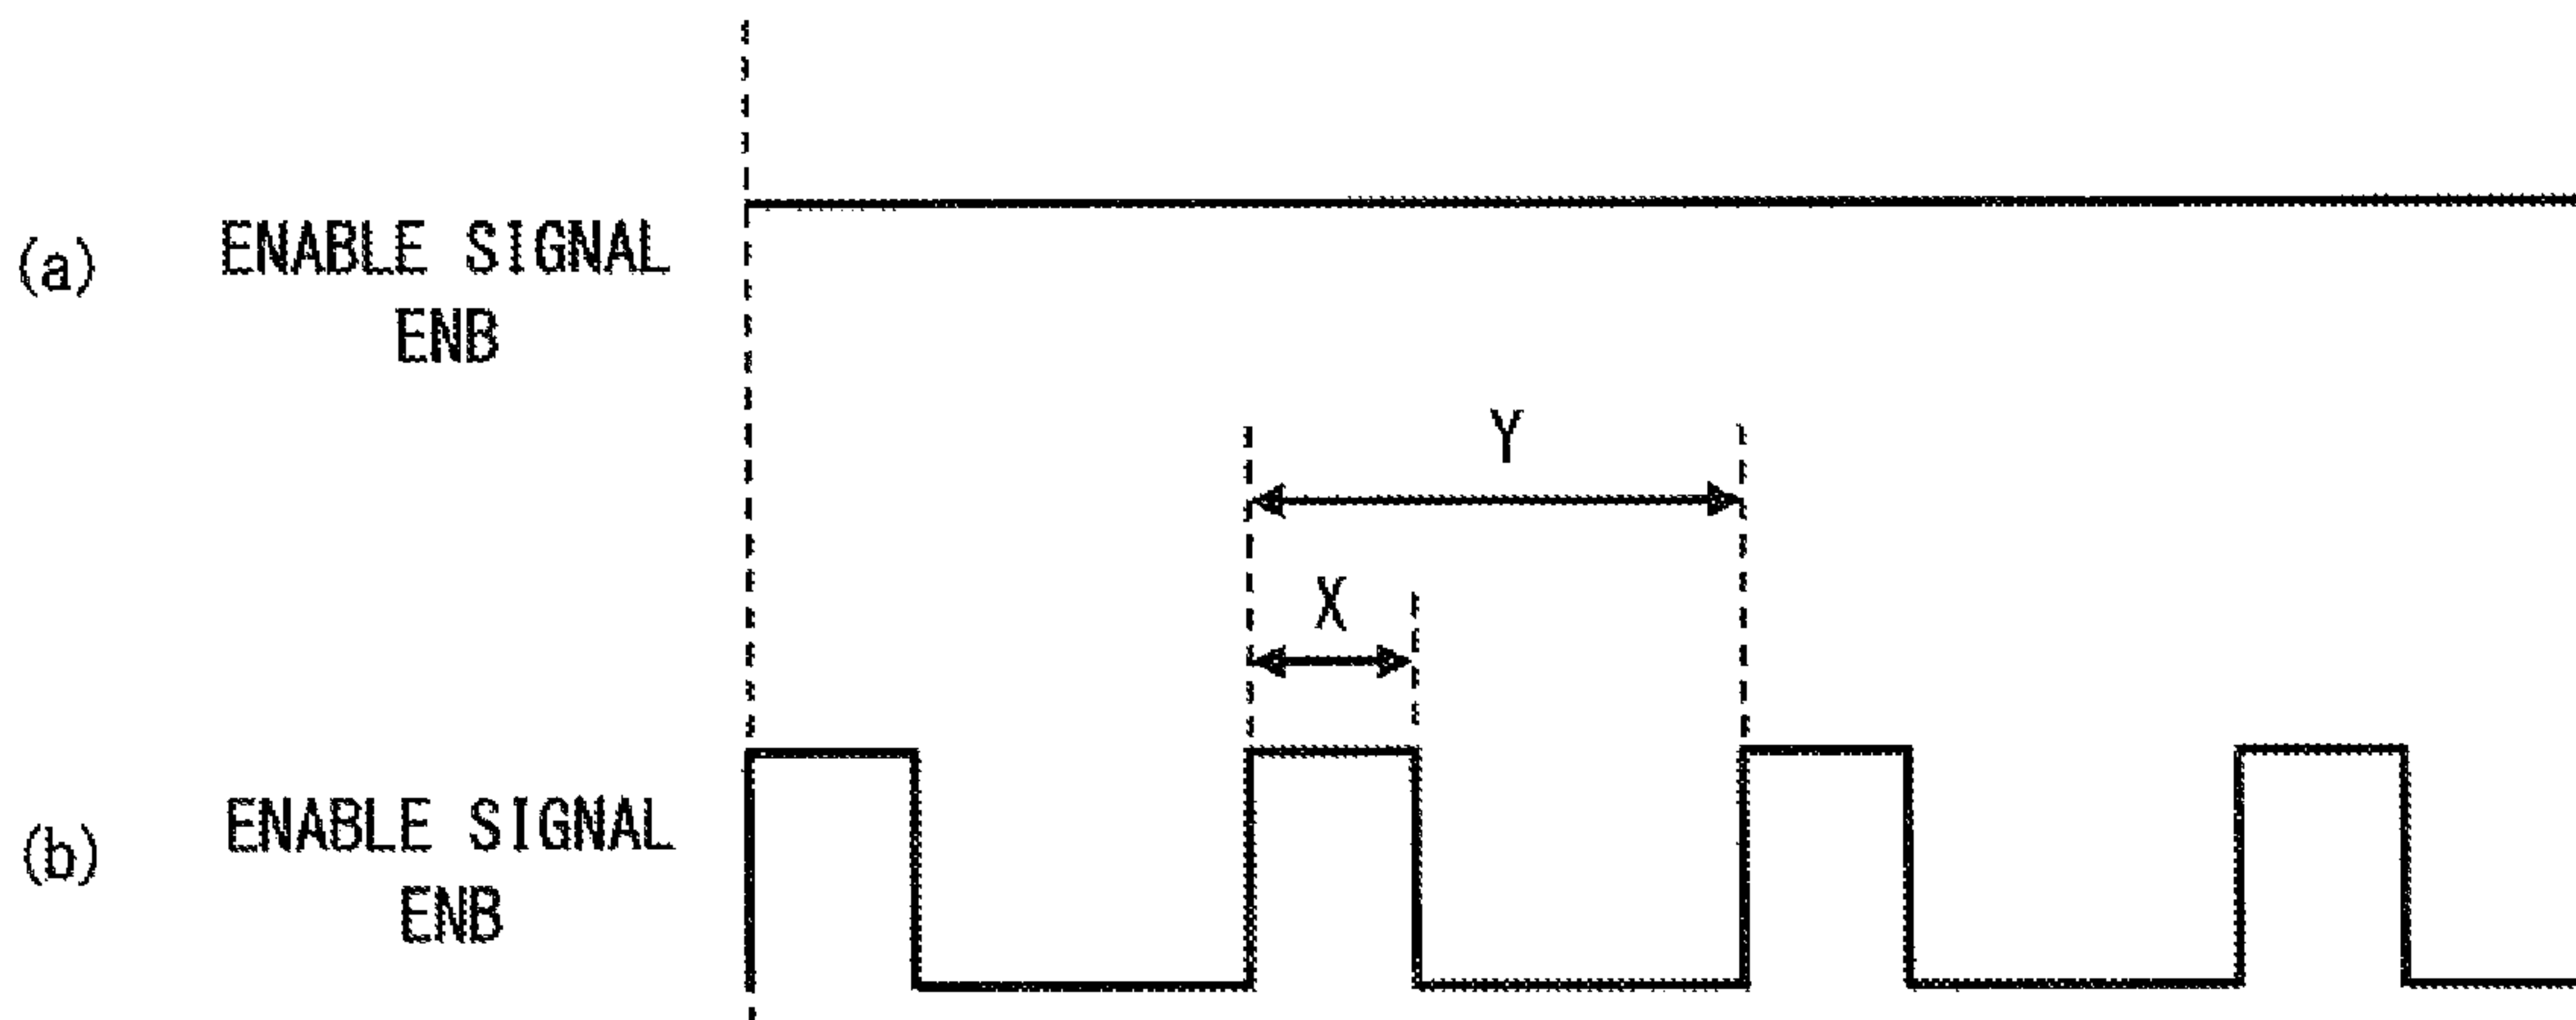 (a) ENABLE SIGNAL
ENB
Y
X
(b) ENABLE SIGNAL
ENB